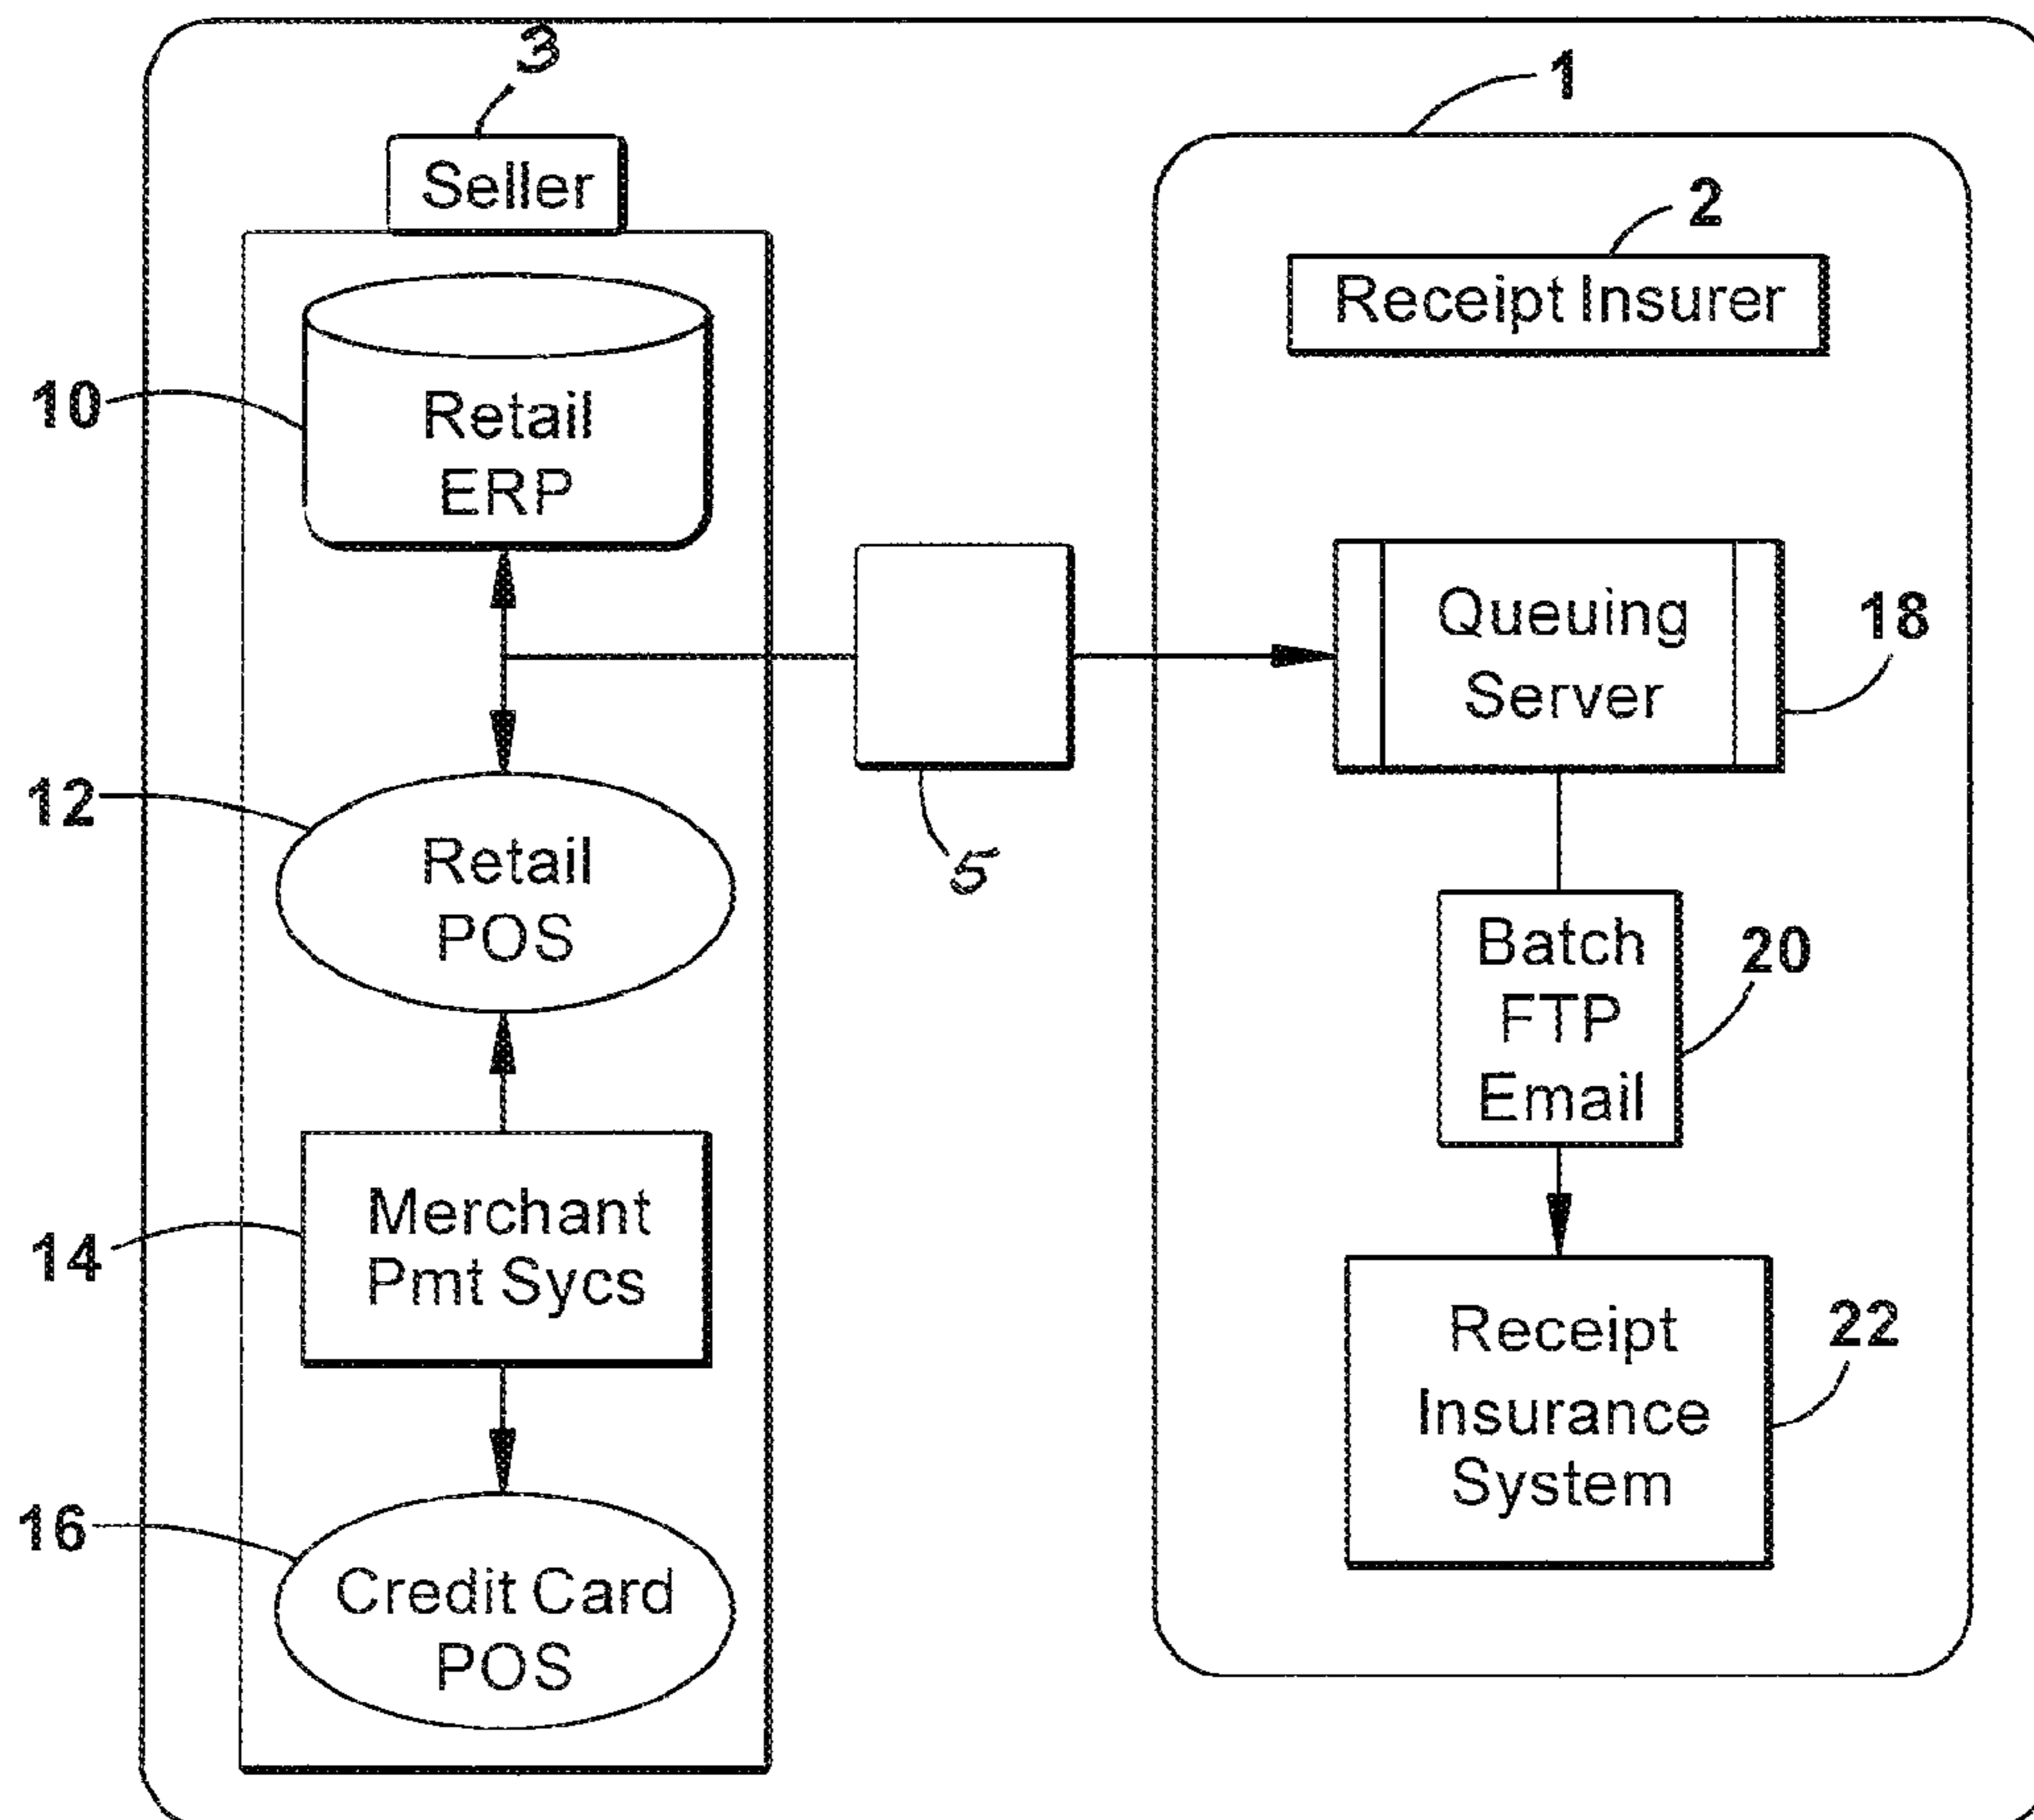 3
Seller
10
Retail
ERP
12
Retail
POS
14
Merchant
Pmt Sycs
16
Credit Card
POS
5
1
2
Receipt Insurer
Queuing
Server
18
Batch
FTP
Email
20
Receipt
Insurance
System
22